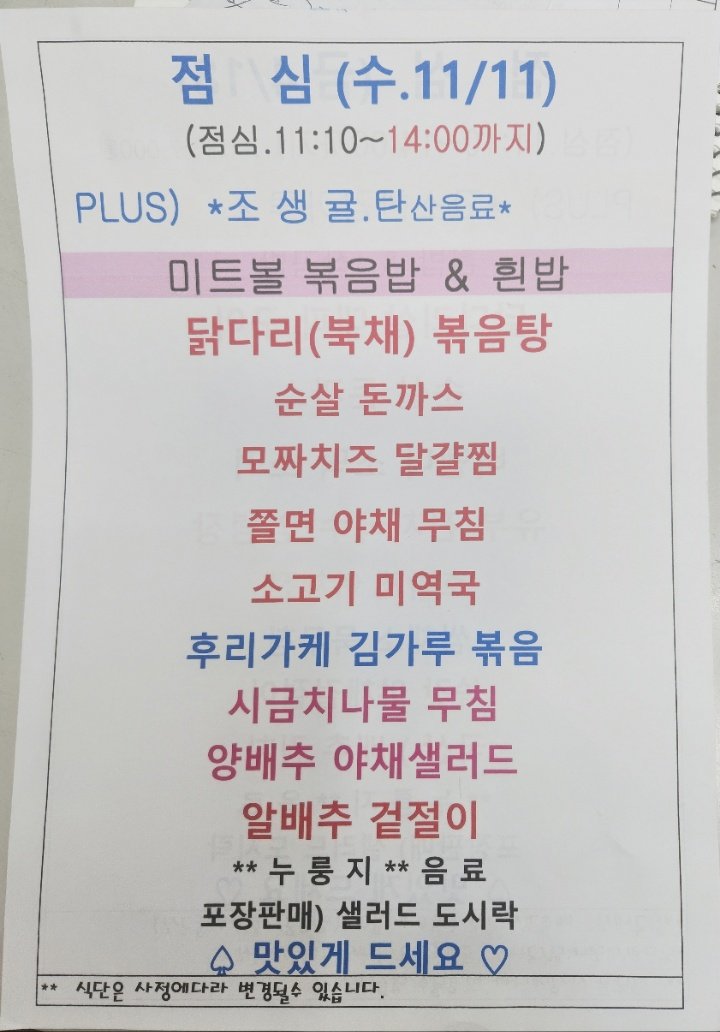 점 심 (수.11/11)
(점심.11:10~14:00까지)
PLUS) *조 생 귤.탄산음료*
미트볼 볶음밥 & 흰밥
닭다리(북채) 볶음탕
순살 돈까스
모짜치즈 달걀찜
쫄면 야채 무침
소고기 미역국
후리가케 김가루 볶음
시금치나물 무침
양배추 야채샐러드
알배추 겉절이
** 누 룽 지 ** 음 료
포장판매) 샐러드 도시락
♤ 맛있게 드세요 ♡
** 식단은 사정에다라 변경될수 있습니다.